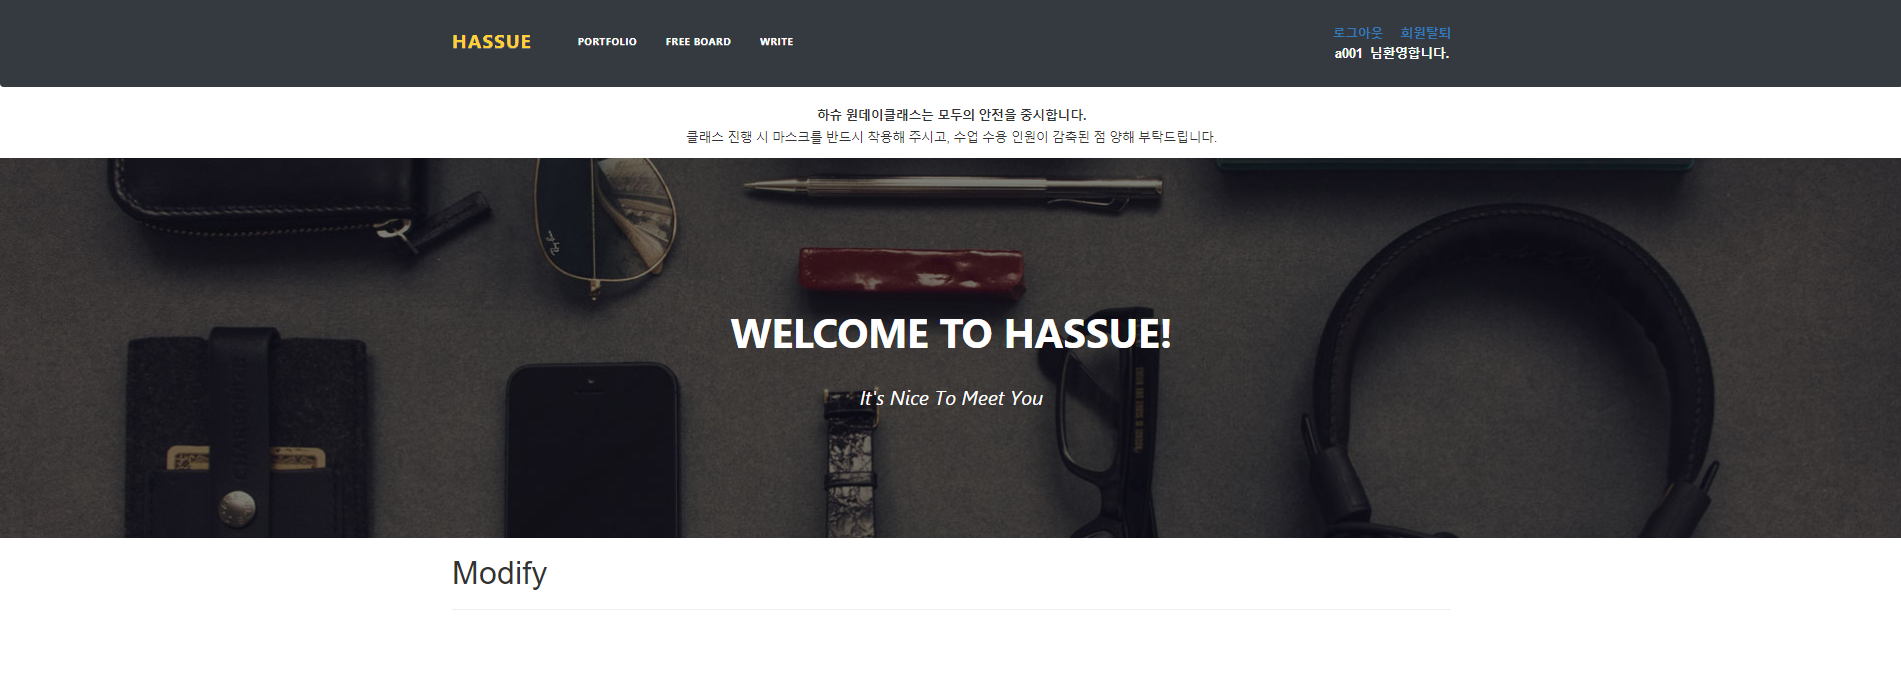 HASSUE
PORTFOLIO FREE BOARD WRITE
로그아웃 회원탈퇴
a001 님환영합니다.
하슈 원데이클래스는 모두의 안전을 중시합니다.
클래스 진행 시 마스크를 반드시 착용해 주시고, 수업 수용 인원이 감축된 점 양해 부탁드립니다.
Ray-Ban
WELCOME TO HASSUE!
It's Nice To Meet You
Modify